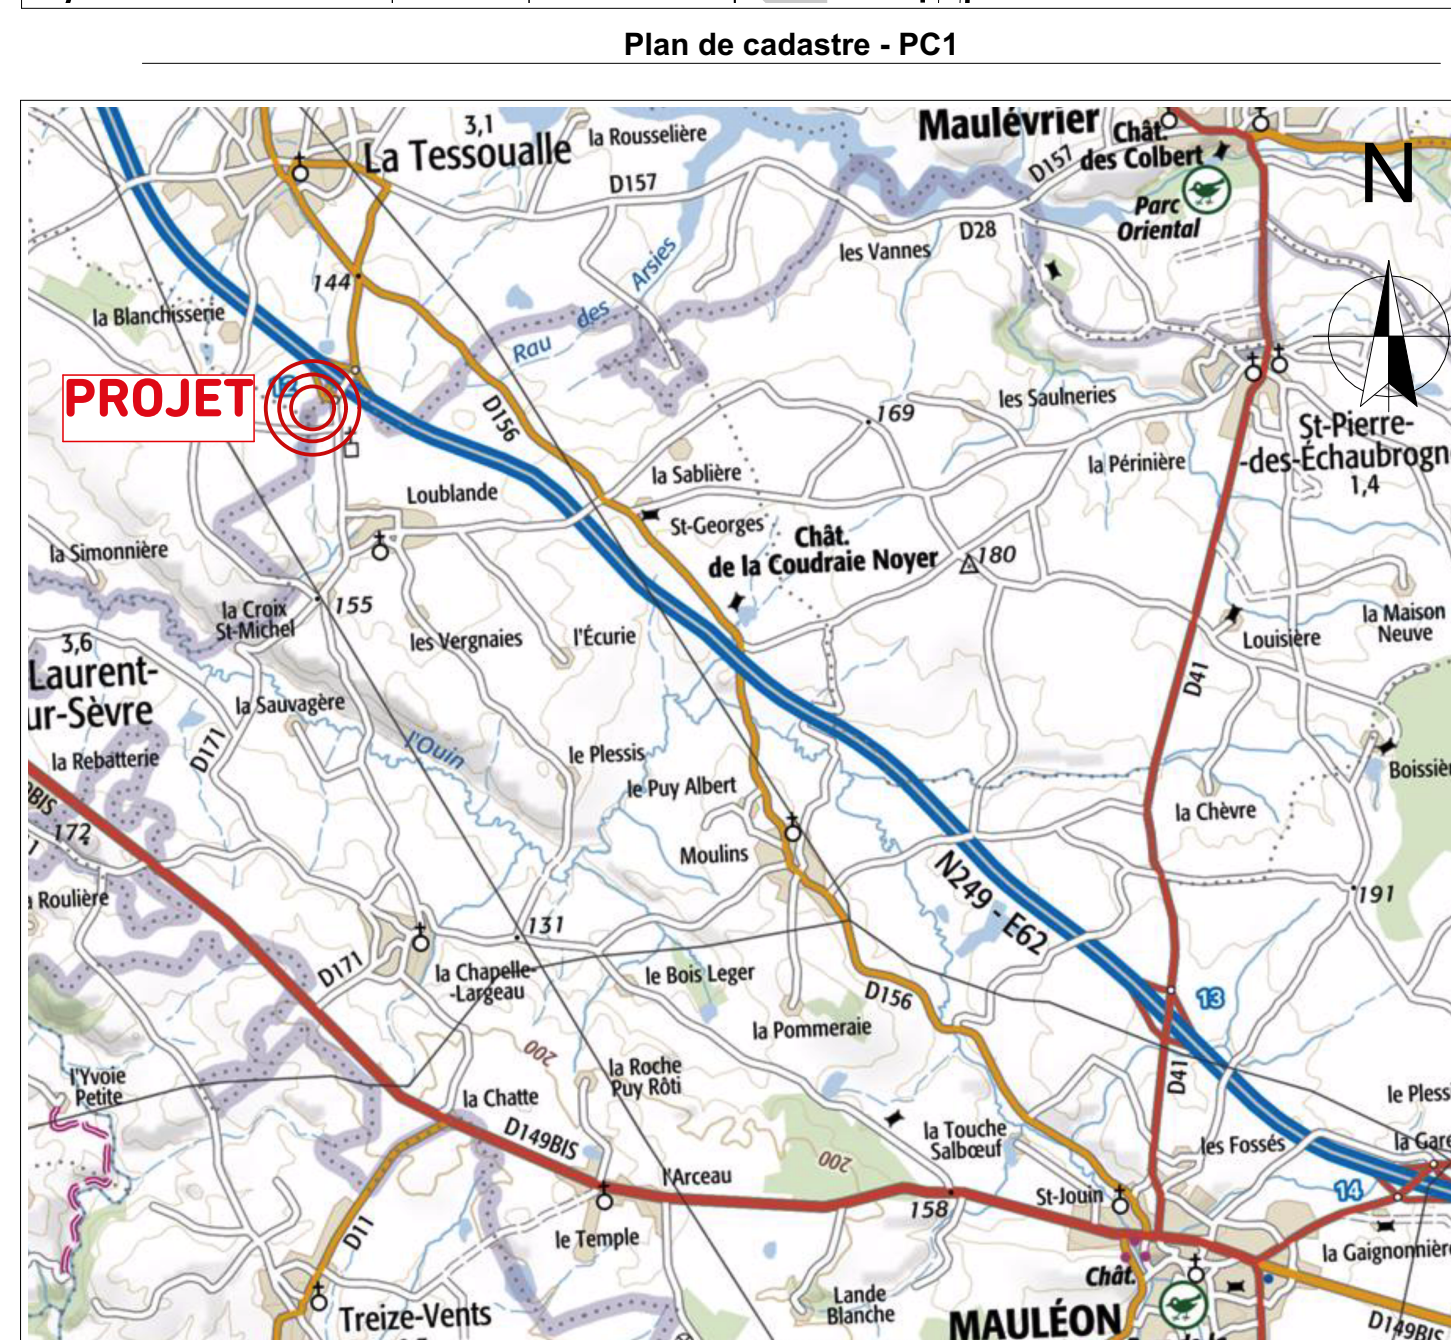 Plan de cadastre - PC1
3,1
la Rousselière
Maulévrier
Chât.
des Colbert
La Tessoualle
D157
D157
N
Parc
Oriental
D28
les Vannes
Arsies
des
Rau
144
la Blanchisserie
PROJET
D156
169
les Saulneries
St-Pierre-
-des-Échaubrogn
1,4
la Périnière
la Sablière
Loublande
St-Georges
Chât.
de la Coudraie Noyer
180
la Simonnière
la Croix
St-Michel
155
les Vergnaies
l'Écurie
Louisière
la Maison
Neuve
3,6
Laurent-
ur-Sèvre
la Sauvagère
D41
D171
l'Ouin
la Rebatterie
le Plessis
le Puy Albert
Boissièr
la Chèvre
BIS
172
Moulins
N249 - E62
191
Roulière
131
D171
la Chapelle-
-Largeau
le Bois Leger
D156
13
la Pommeraie
200
la Roche
Puy Rôti
D41
l'Yvoie
Petite
la Chatte
le Pless
D149BIS
la Touche
Salbœuf
les Fossés
la Gare
200
l'Arceau
158
St-Jouin
14
D11
le Temple
la Gaignonnière
Chât.
Lande
Blanche
Treize-Vents
MAULÉON
D149BIS